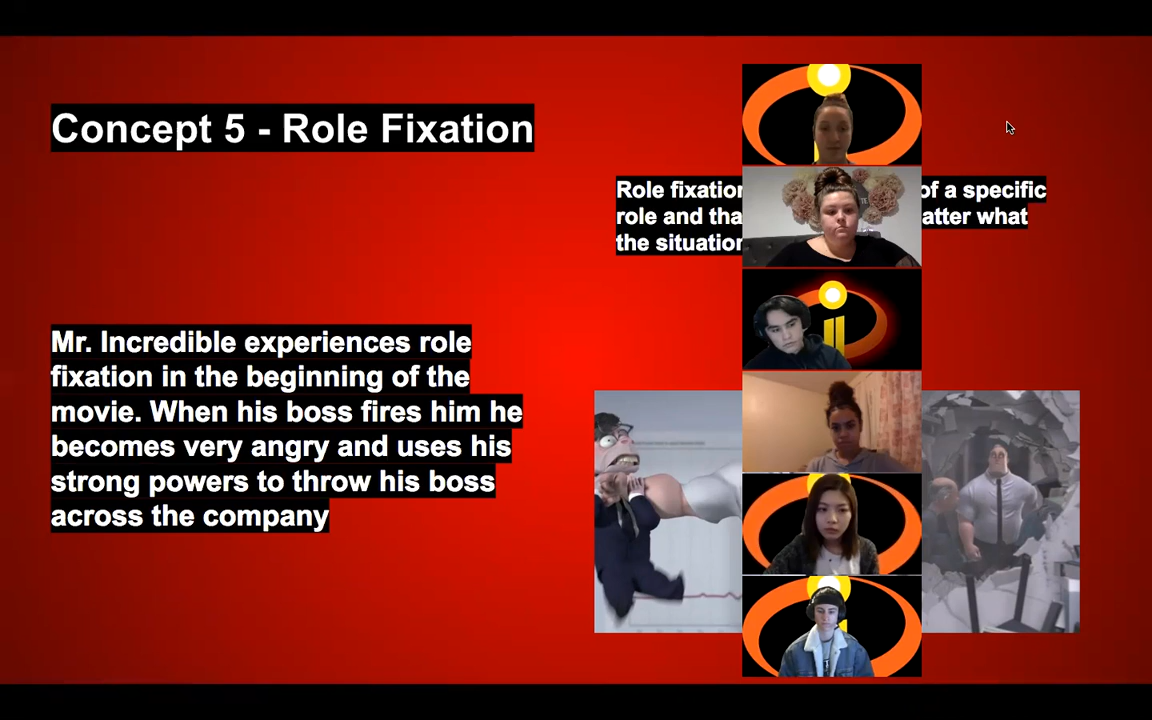 Concept 5 - Role Fixation
Role fixation of a specific
role and matter what
the situation
Mr. Incredible experiences role
fixation in the beginning of the
movie. When his boss fires him he
becomes very angry and uses his
strong powers to throw his boss
across the company